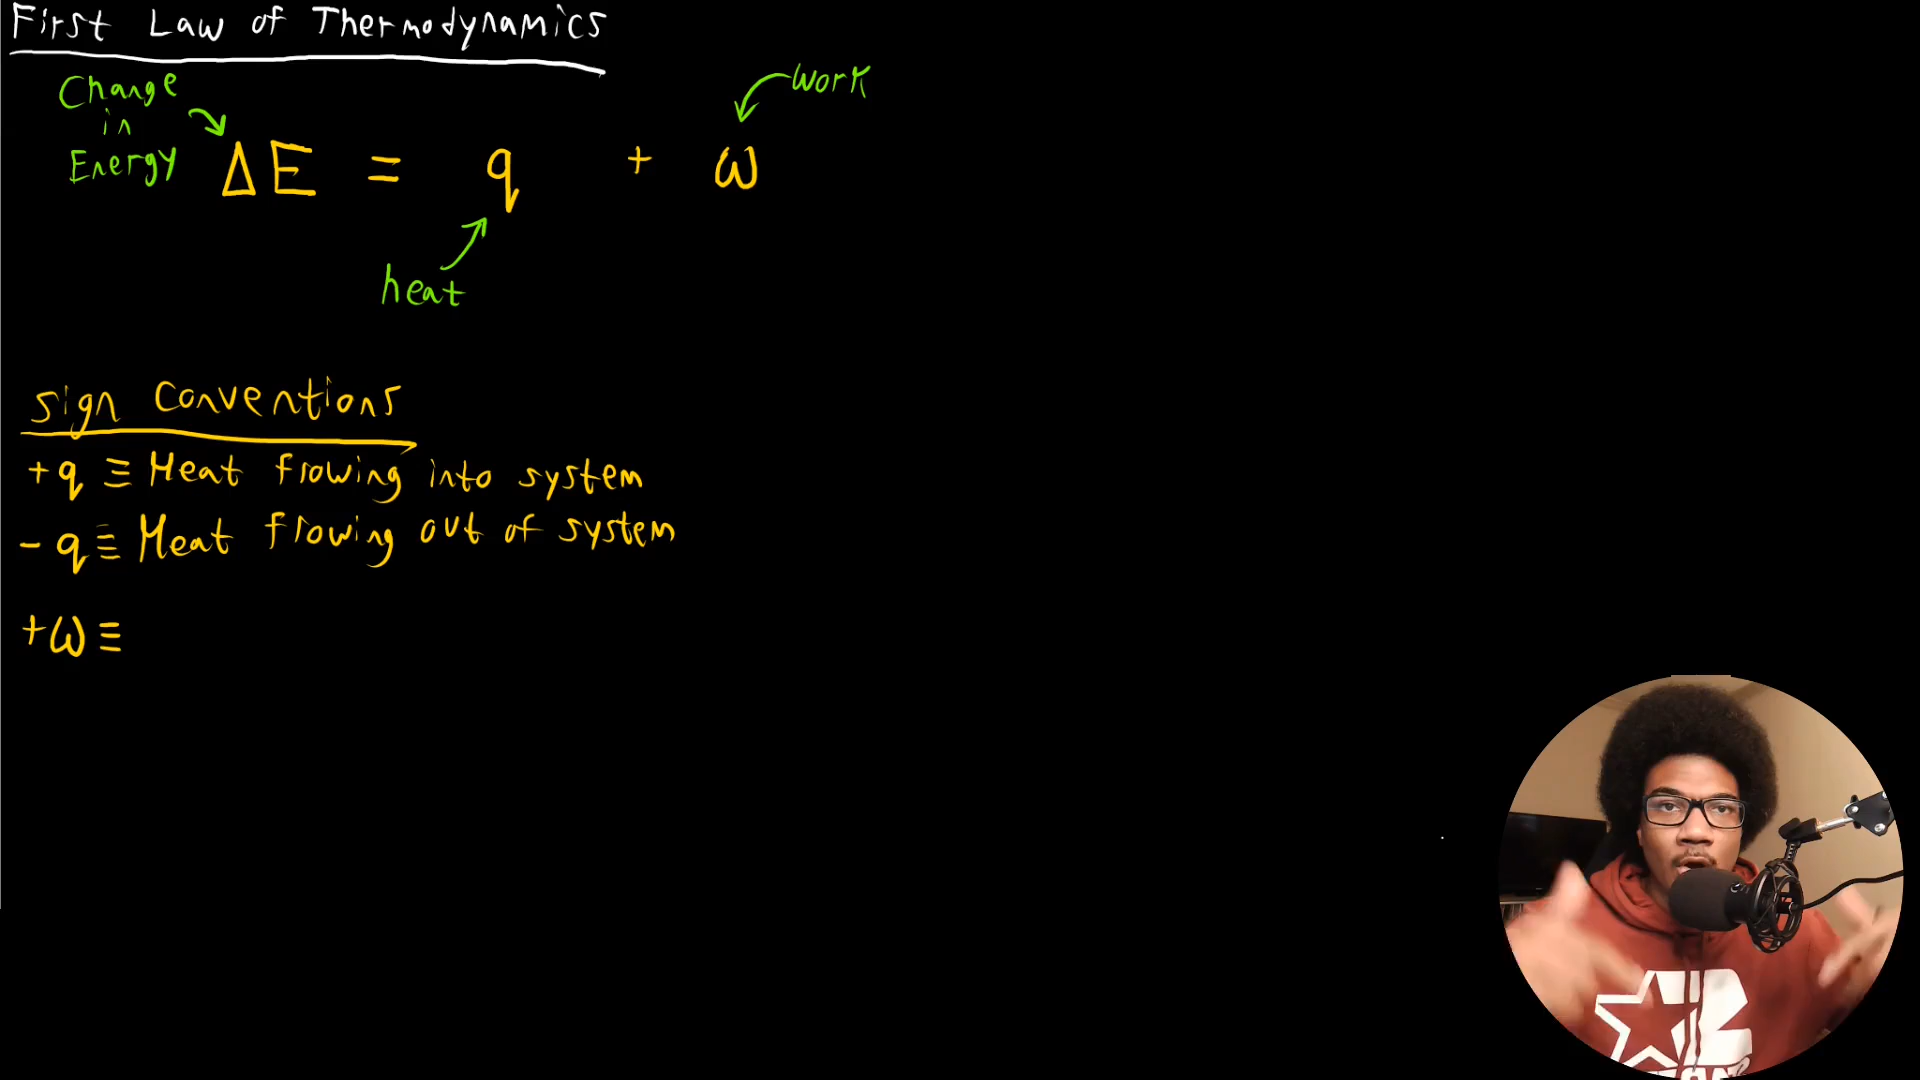 First Law of Thermodynamics
Change
in
Energy
work
ΔE = q + ω
heat
Sign Conventions
+q ≡ Heat flowing into system
-q ≡ Heat flowing out of system
+ω ≡